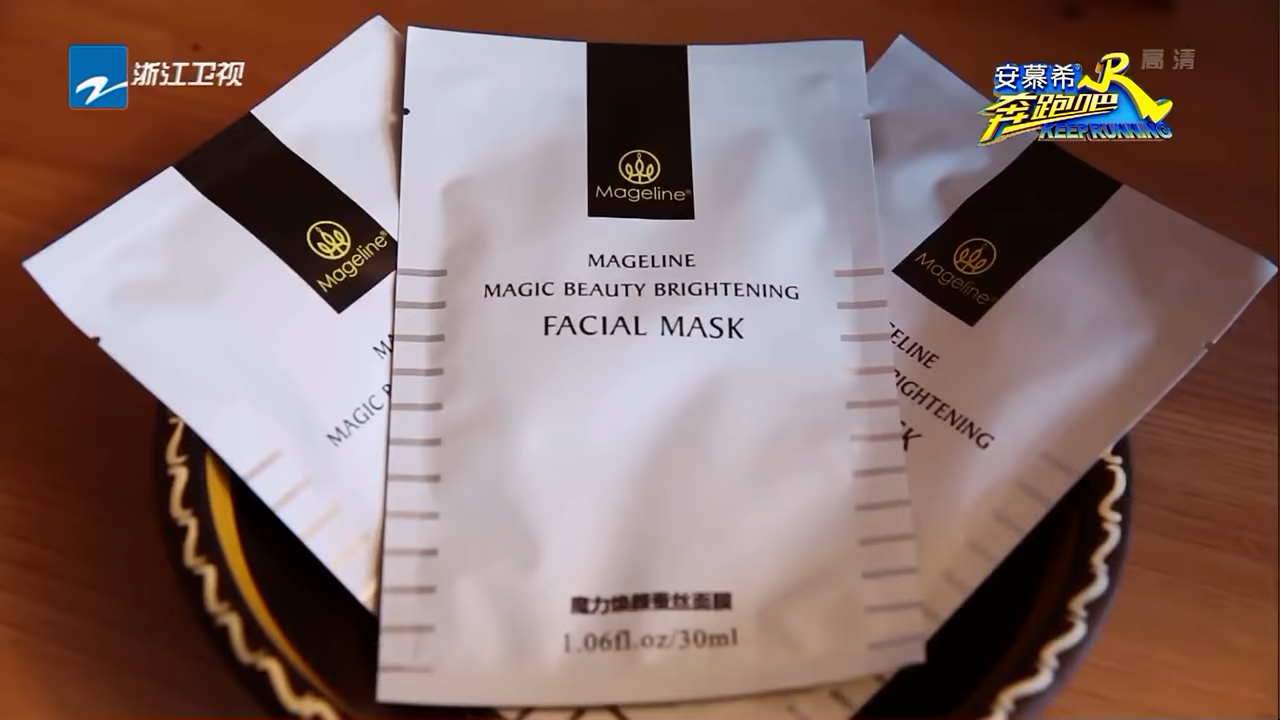 浙江卫视
安慕希
奔跑吧
KEEP RUNNING
高清
Mageline®
MAGELINE
MAGIC BEAUTY BRIGHTENING
FACIAL MASK
魔力焕颜蚕丝面膜
1.06fl.oz/30ml
Mageline®
MAGIC
Mageline
ELINE
RIGHTENING
K